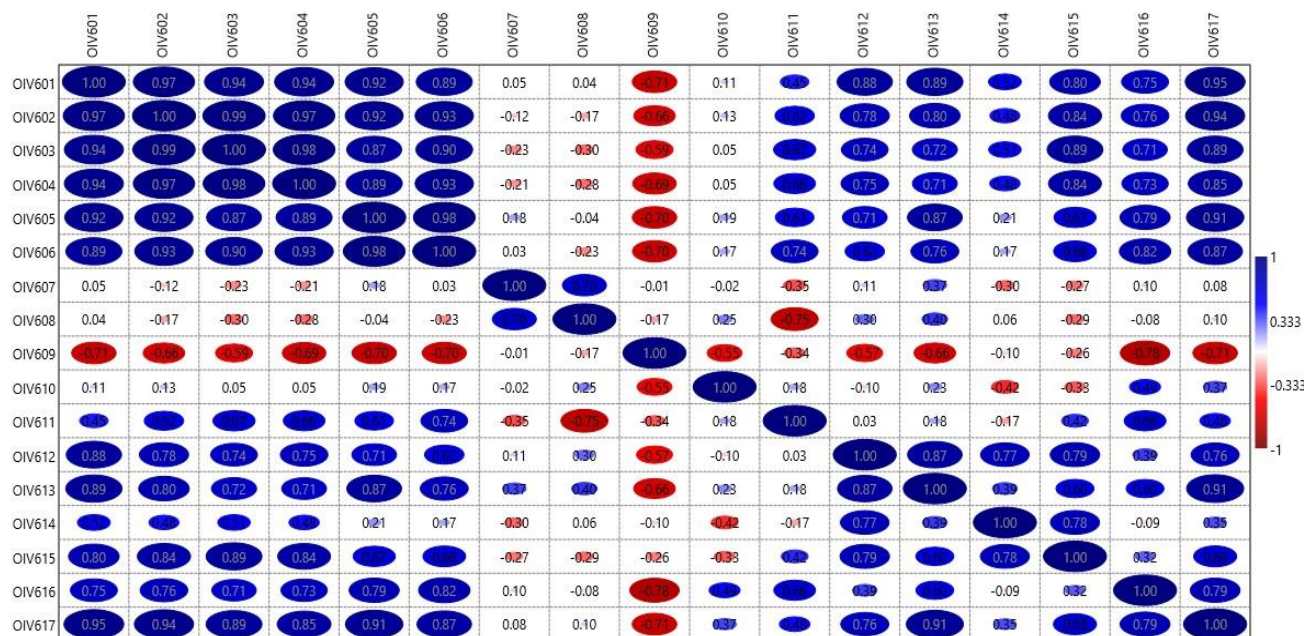 OIV601 OIV602 OIV603 OIV604 OIV605 OIV606 OIV607 OIV608 OIV609 OIV610 OIV611 OIV612 OIV613 OIV614 OIV615 OIV616 OIV617
OIV601 1.00 0.97 0.94 0.94 0.92 0.89 0.05 0.04 -0.71 0.11 0.45 0.88 0.89 0.80 0.75 0.95
OIV602 0.97 1.00 0.99 0.97 0.92 0.93 -0.12 -0.17 -0.66 0.13 0.78 0.80 0.48 0.84 0.76 0.94
OIV603 0.94 0.99 1.00 0.98 0.87 0.90 -0.23 -0.30 -0.59 0.05 0.74 0.72 0.89 0.71 0.89
OIV604 0.94 0.97 0.98 1.00 0.89 0.93 -0.21 -0.28 -0.69 0.05 0.75 0.71 0.48 0.84 0.73 0.85
OIV605 0.92 0.92 0.87 0.89 1.00 0.98 0.18 -0.04 -0.70 0.19 0.71 0.87 0.21 0.79 0.91
OIV606 0.89 0.93 0.90 0.93 0.98 1.00 0.03 -0.23 -0.70 0.17 0.74 0.76 0.17 0.82 0.87
OIV607 0.05 -0.12 -0.23 -0.21 0.18 0.03 1.00 0.70 -0.01 -0.02 -0.35 0.11 0.37 -0.30 -0.27 0.10 0.08
OIV608 0.04 -0.17 -0.30 -0.28 -0.04 -0.23 0.70 1.00 -0.17 0.25 -0.75 0.30 0.40 0.06 -0.29 -0.08 0.10
OIV609 -0.71 -0.66 -0.59 -0.69 -0.70 -0.70 -0.01 -0.17 1.00 -0.55 -0.34 -0.57 -0.66 -0.10 -0.26 -0.78 -0.71
OIV610 0.11 0.13 0.05 0.05 0.19 0.17 -0.02 0.25 -0.55 1.00 0.18 -0.10 0.23 -0.42 -0.33 0.37
OIV611 0.45 0.74 -0.35 -0.75 -0.34 0.18 1.00 0.03 0.18 -0.17 0.42
OIV612 0.88 0.78 0.74 0.75 0.71 0.11 0.30 -0.57 -0.10 0.03 1.00 0.87 0.77 0.79 0.39 0.76
OIV613 0.89 0.80 0.72 0.71 0.87 0.76 0.37 0.40 -0.66 0.23 0.18 0.87 1.00 0.39 0.91
OIV614 0.48 0.48 0.21 0.17 -0.30 0.06 -0.10 -0.42 -0.17 0.77 0.39 1.00 0.78 -0.09 0.35
OIV615 0.80 0.84 0.89 0.84 -0.27 -0.29 -0.26 -0.33 0.42 0.79 0.78 1.00 0.32
OIV616 0.75 0.76 0.71 0.73 0.79 0.82 0.10 -0.08 -0.78 0.39 -0.09 0.32 1.00 0.79
OIV617 0.95 0.94 0.89 0.85 0.91 0.87 0.08 0.10 -0.71 0.37 0.76 0.91 0.35 0.79 1.00
1
0.333
-0.333
-1